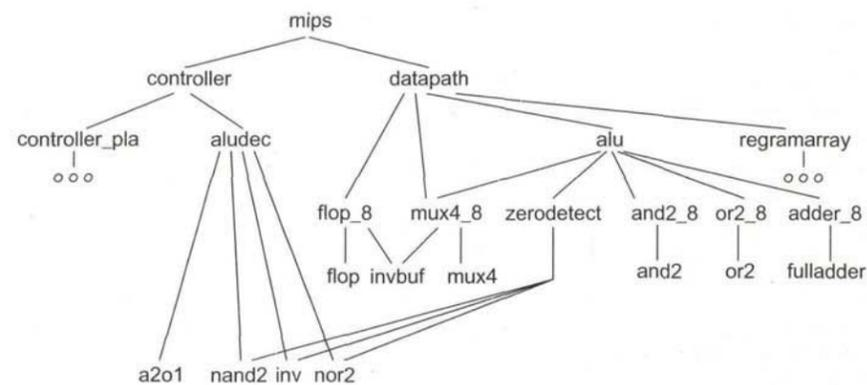 mips
controller datapath
controller_pla aludec alu regramarray
o o o o o o
flop_8 mux4_8 zerodetect and2_8 or2_8 adder_8
flop invbuf mux4 and2 or2 fulladder
a2o1 nand2 inv nor2